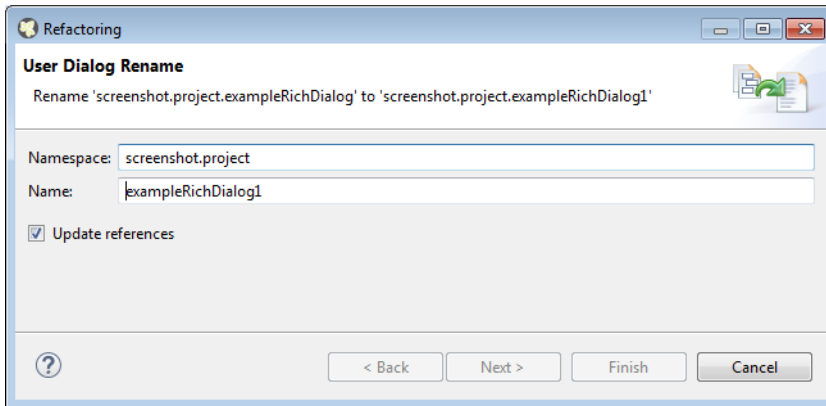 Refactoring
User Dialog Rename
Rename 'screenshot.project.exampleRichDialog' to 'screenshot.project.exampleRichDialog1'
Namespace: screenshot.project
Name: exampleRichDialog1
Update references
? < Back Next > Finish Cancel